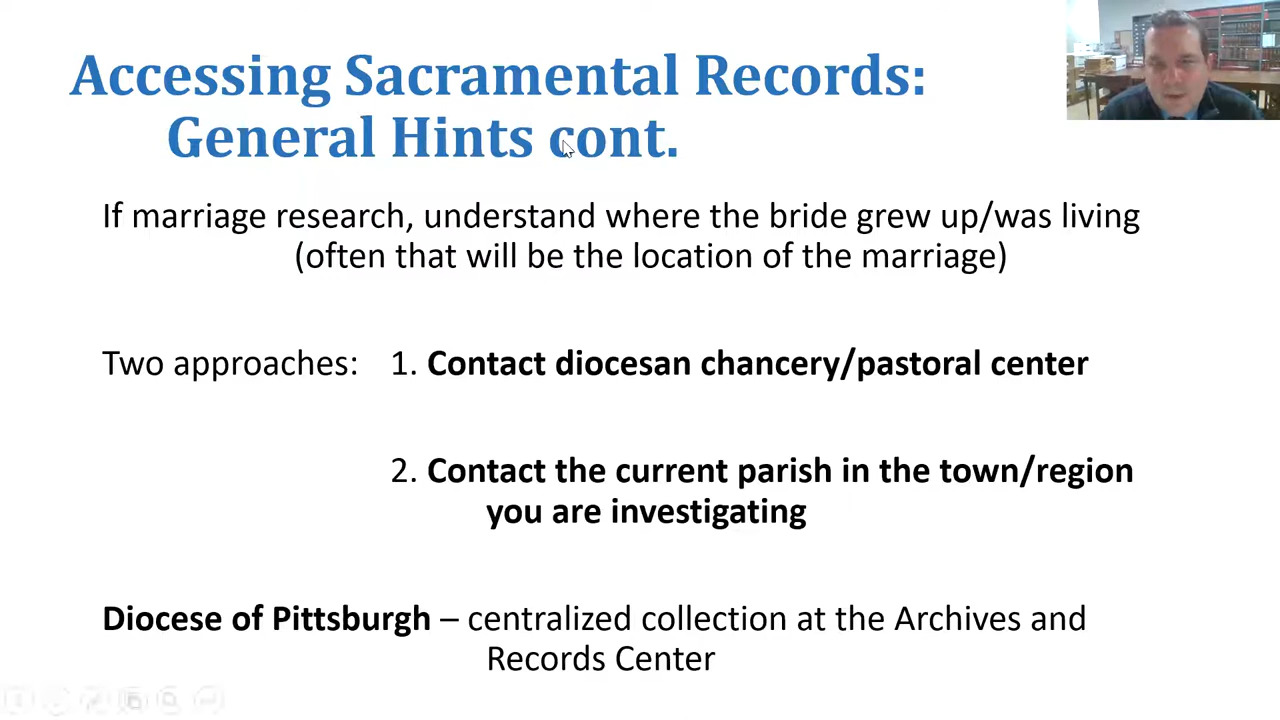 Accessing Sacramental Records:
General Hints cont.
If marriage research, understand where the bride grew up/was living
(often that will be the location of the marriage)
Two approaches: 1. Contact diocesan chancery/pastoral center
2. Contact the current parish in the town/region
you are investigating
Diocese of Pittsburgh – centralized collection at the Archives and
Records Center